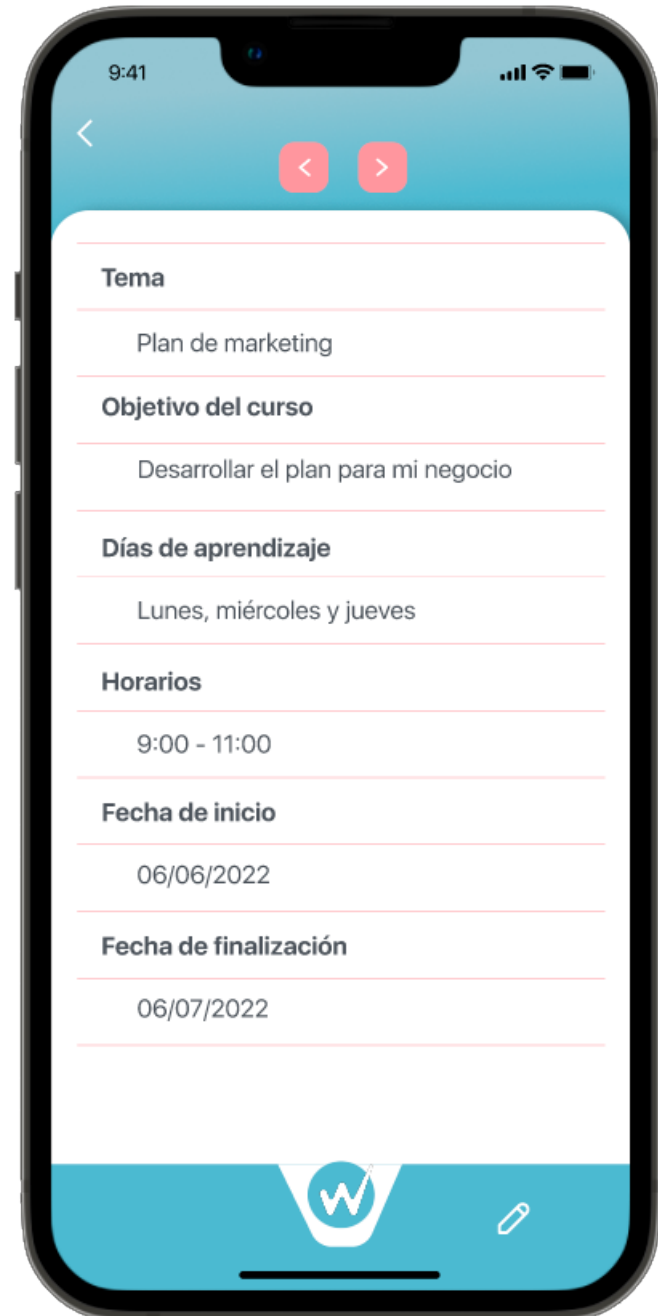 9:41
Tema
Plan de marketing
Objetivo del curso
Desarrollar el plan para mi negocio
Días de aprendizaje
Lunes, miércoles y jueves
Horarios
9:00 - 11:00
Fecha de inicio
06/06/2022
Fecha de finalización
06/07/2022
W